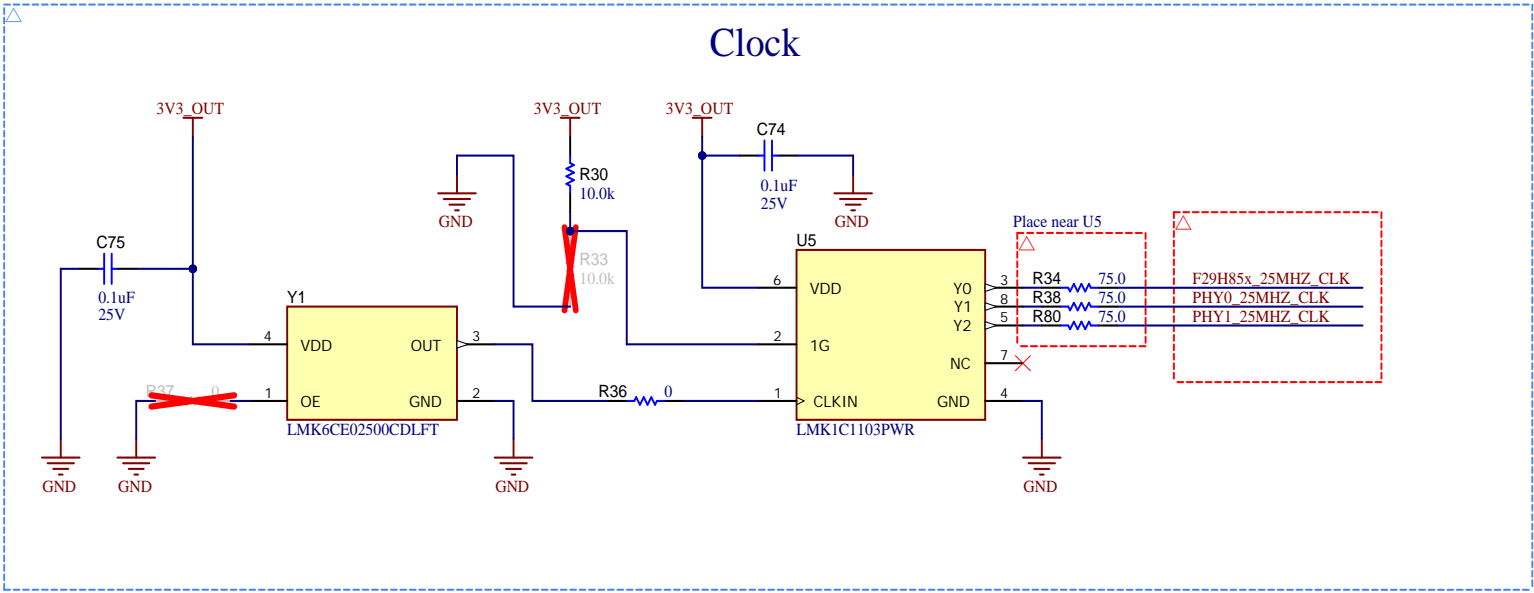 Clock
3V3_OUT
3V3_OUT
3V3_OUT
C74
0.1uF
25V
GND
R30
10.0k
GND
R33
10.0k
C75
0.1uF
25V
Y1
4 VDD
OUT 3
1 OE
GND 2
LMK6CE02500CDLFT
R37 0
GND
GND
GND
R36 0
U5
6 VDD
2 1G
1 CLKIN
Y0 3
Y1 8
Y2 5
NC 7
GND 4
LMK1C1103PWR
GND
Place near U5
R34 75.0 F29H85x_25MHZ_CLK
R38 75.0 PHY0_25MHZ_CLK
R80 75.0 PHY1_25MHZ_CLK